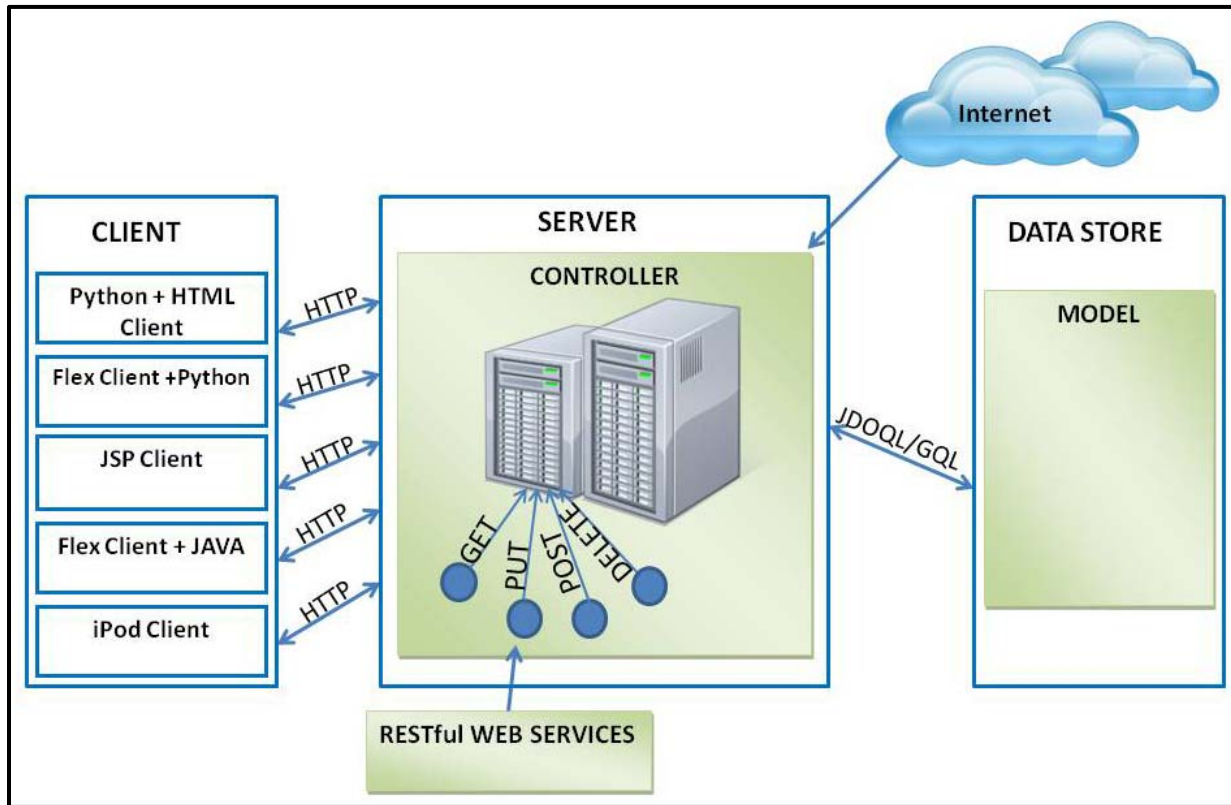 Internet
CLIENT
Python + HTML
Client
Flex Client +Python
JSP Client
Flex Client + JAVA
iPod Client
HTTP
HTTP
HTTP
HTTP
HTTP
SERVER
CONTROLLER
GET
PUT
POST
DELETE
RESTful WEB SERVICES
JDOQL/GQL
DATA STORE
MODEL